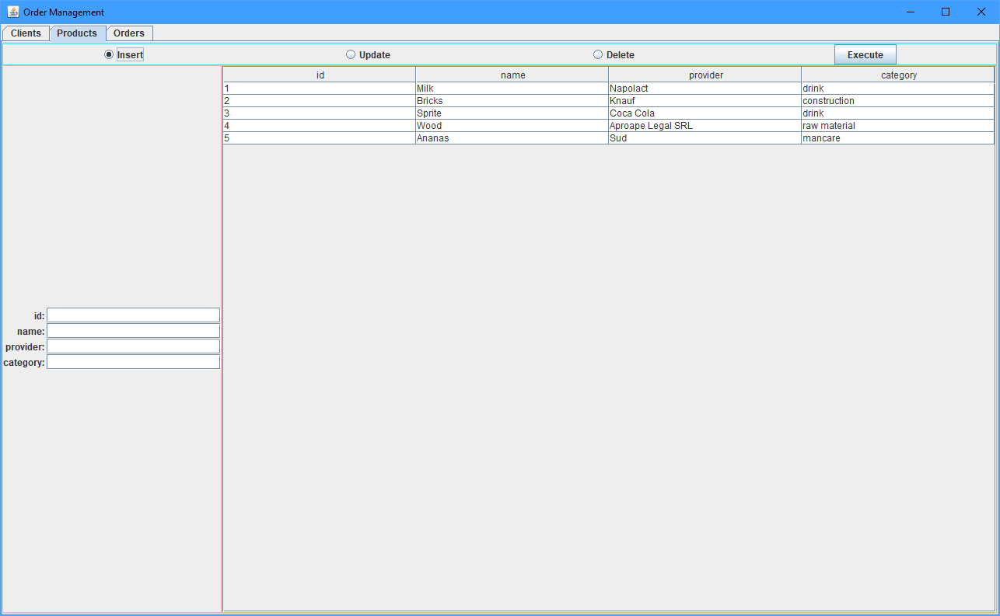 Order Management
Clients Products Orders
Insert Update Delete Execute
id name provider category
1 Milk Napolact drink
2 Bricks Knauf construction
3 Sprite Coca Cola drink
4 Wood Aproape Legal SRL raw material
5 Ananas Sud mancare
id:
name:
provider:
category: